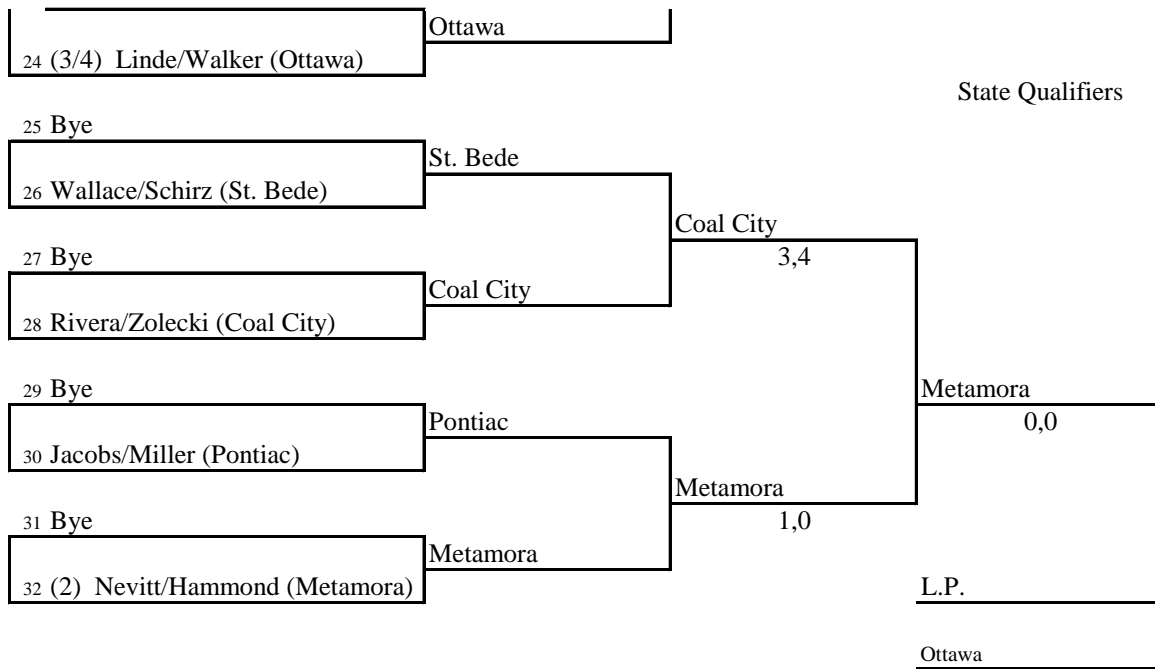 Ottawa
24 (3/4) Linde/Walker (Ottawa)
State Qualifiers
25 Bye
St. Bede
26 Wallace/Schirz (St. Bede)
Coal City
3,4
27 Bye
Coal City
28 Rivera/Zolecki (Coal City)
29 Bye
Metamora
0,0
Pontiac
30 Jacobs/Miller (Pontiac)
Metamora
1,0
31 Bye
Metamora
32 (2) Nevitt/Hammond (Metamora)
L.P.
Ottawa